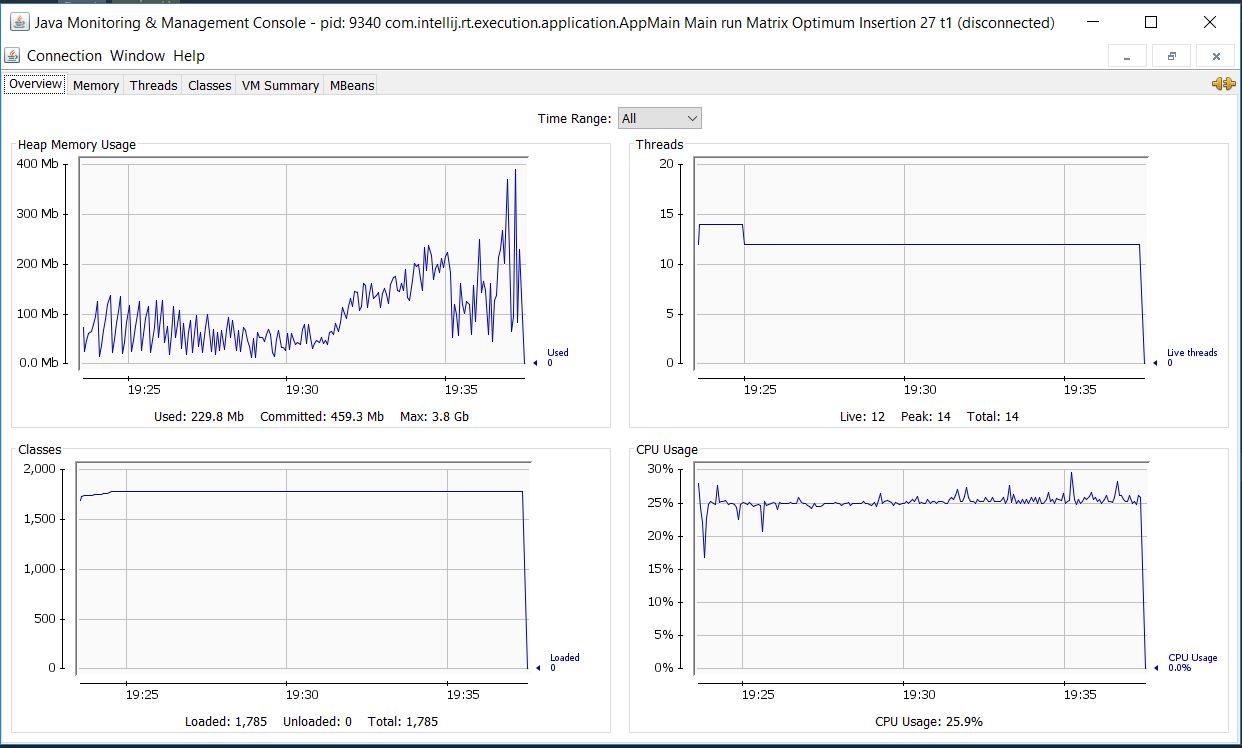 Java Monitoring & Management Console - pid: 9340 com.intellij.rt.execution.application.AppMain Main run Matrix Optimum Insertion 27 t1 (disconnected)
Connection Window Help
Overview Memory Threads Classes VM Summary MBeans
Time Range: All
Heap Memory Usage
400 Mb
300 Mb
200 Mb
100 Mb
0.0 Mb
Used
0
19:25 19:30 19:35
Used: 229.8 Mb Committed: 459.3 Mb Max: 3.8 Gb
Threads
20
15
10
5
0
Live threads
0
19:25 19:30 19:35
Live: 12 Peak: 14 Total: 14
Classes
2,000
1,500
1,000
500
0
Loaded
0
19:25 19:30 19:35
Loaded: 1,785 Unloaded: 0 Total: 1,785
CPU Usage
30%
25%
20%
15%
10%
5%
0%
CPU Usage
0.0%
19:25 19:30 19:35
CPU Usage: 25.9%